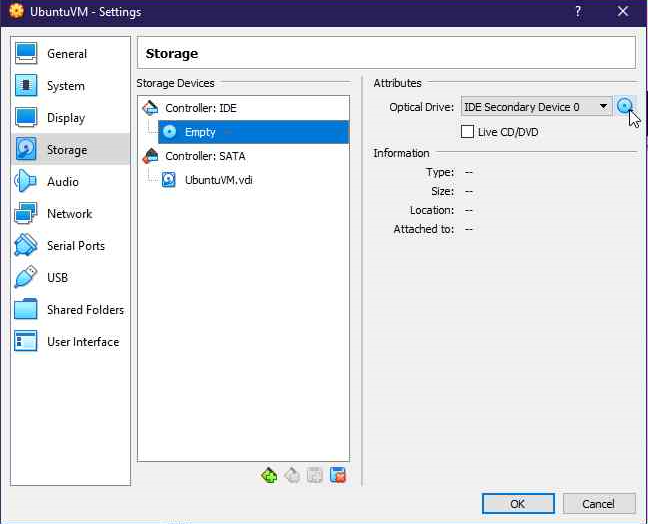 UbuntuVM - Settings
?
General
System
Display
Storage
Audio
Network
Serial Ports
USB
Shared Folders
User Interface
Storage
Storage Devices
Controller: IDE
Empty
Controller: SATA
UbuntuVM.vdi
Attributes
Optical Drive: IDE Secondary Device 0
Live CD/DVD
Information
Type: --
Size: --
Location: --
Attached to: --
OK
Cancel